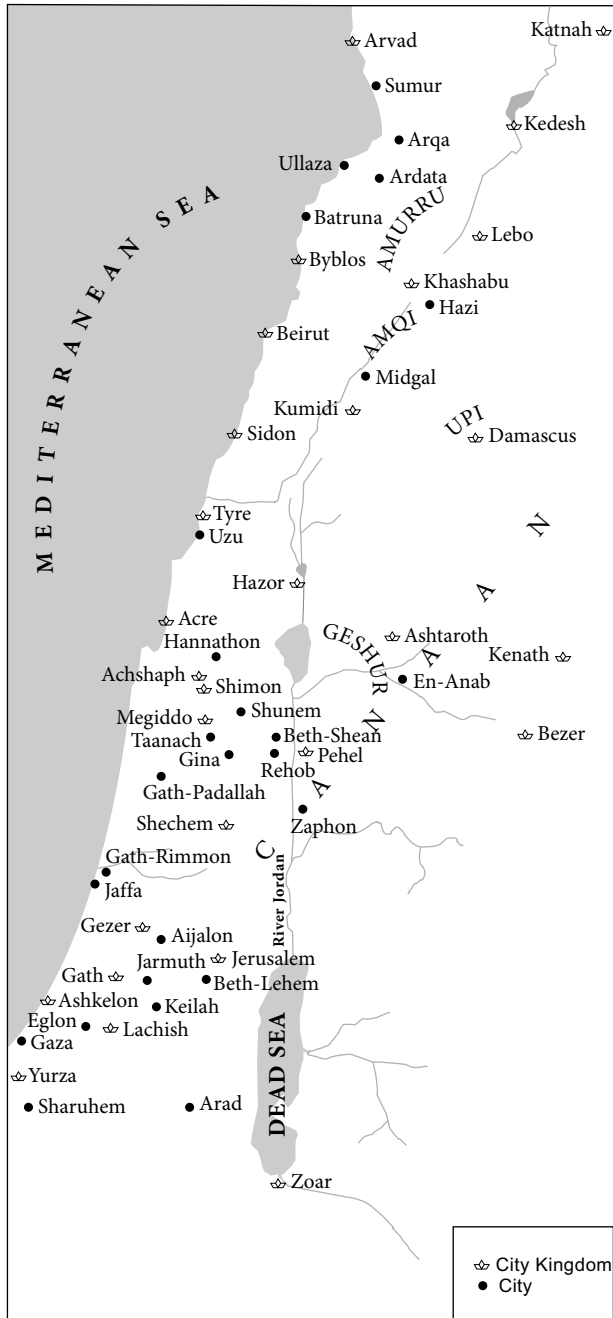 Katnah
Arvad
Sumur
Kedesh
Arqa
Ullaza
Ardata
MEDITERRANEAN SEA
AMURRU
Batruna
Lebo
Byblos
Khashabu
Hazi
AMQI
Beirut
Midgal
Kumidi
UPI
Sidon
Damascus
Tyre
Uzu
CANAAN
Hazor
Acre
GESHUR
Ashtaroth
Hannathon
Kenath
Achshaph
En-Anab
Shimon
Shunem
Megiddo
Bezer
Taanach
Beth-Shean
Gina
Rehob
Pehel
Gath-Padallah
Zaphon
Shechem
Gath-Rimmon
Jaffa
River Jordan
Gezer
Aijalon
Jarmuth
Jerusalem
Gath
Beth-Lehem
Ashkelon
Keilah
Eglon
Lachish
Gaza
DEAD SEA
Yurza
Sharuhem
Arad
Zoar
City Kingdom
City